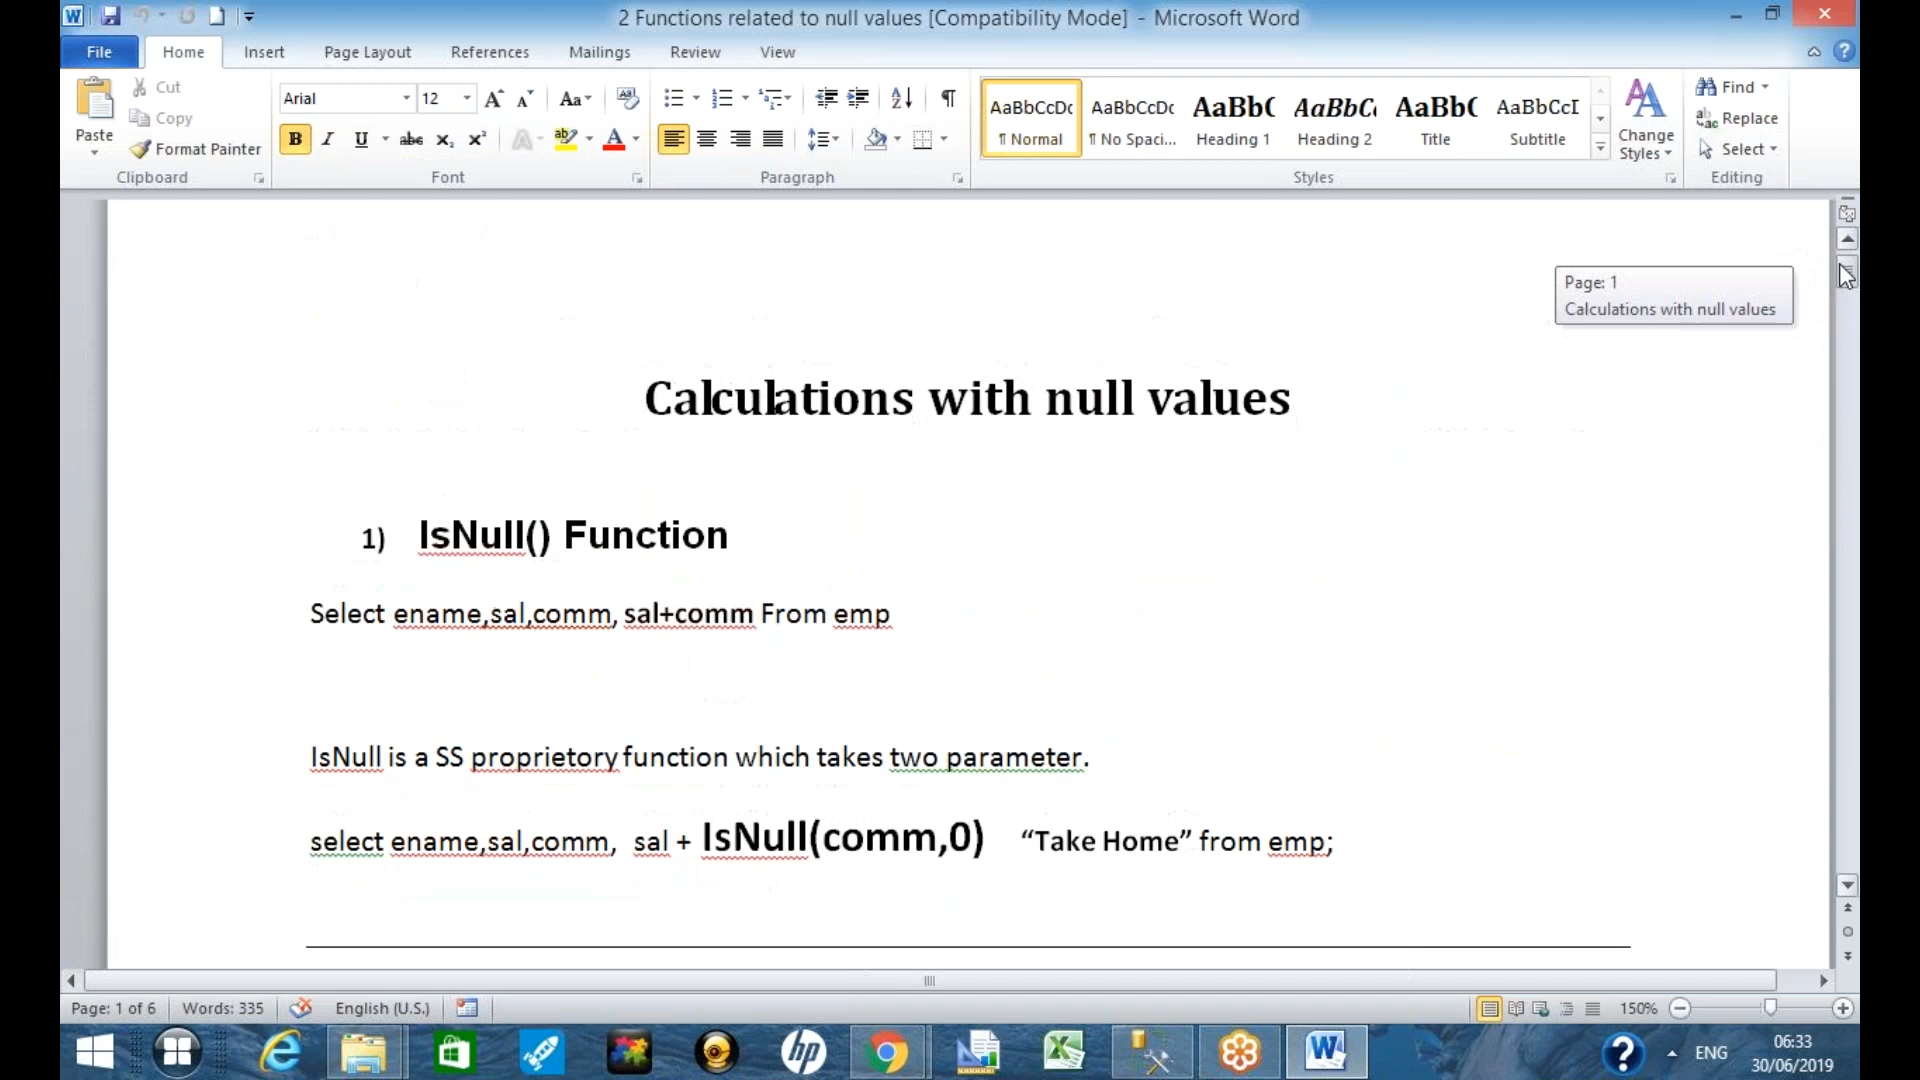 2 Functions related to null values [Compatibility Mode] - Microsoft Word
File Home Insert Page Layout References Mailings Review View
Paste
Cut
Copy
Format Painter
Clipboard
Arial 12
Font
Paragraph
AaBbCcDc AaBbCcDc AaBbC AaBbC AaBbC AaBbCcI
¶ Normal ¶ No Spaci... Heading 1 Heading 2 Title Subtitle
Change
Styles
Styles
Find
Replace
Select
Editing
Page: 1
Calculations with null values
Calculations with null values
1) IsNull() Function
Select ename,sal,comm, sal+comm From emp
IsNull is a SS proprietory function which takes two parameter.
select ename,sal,comm, sal + IsNull(comm,0) “Take Home” from emp;
Page: 1 of 6 Words: 335 English (U.S.) 150%
ENG
06:33
30/06/2019